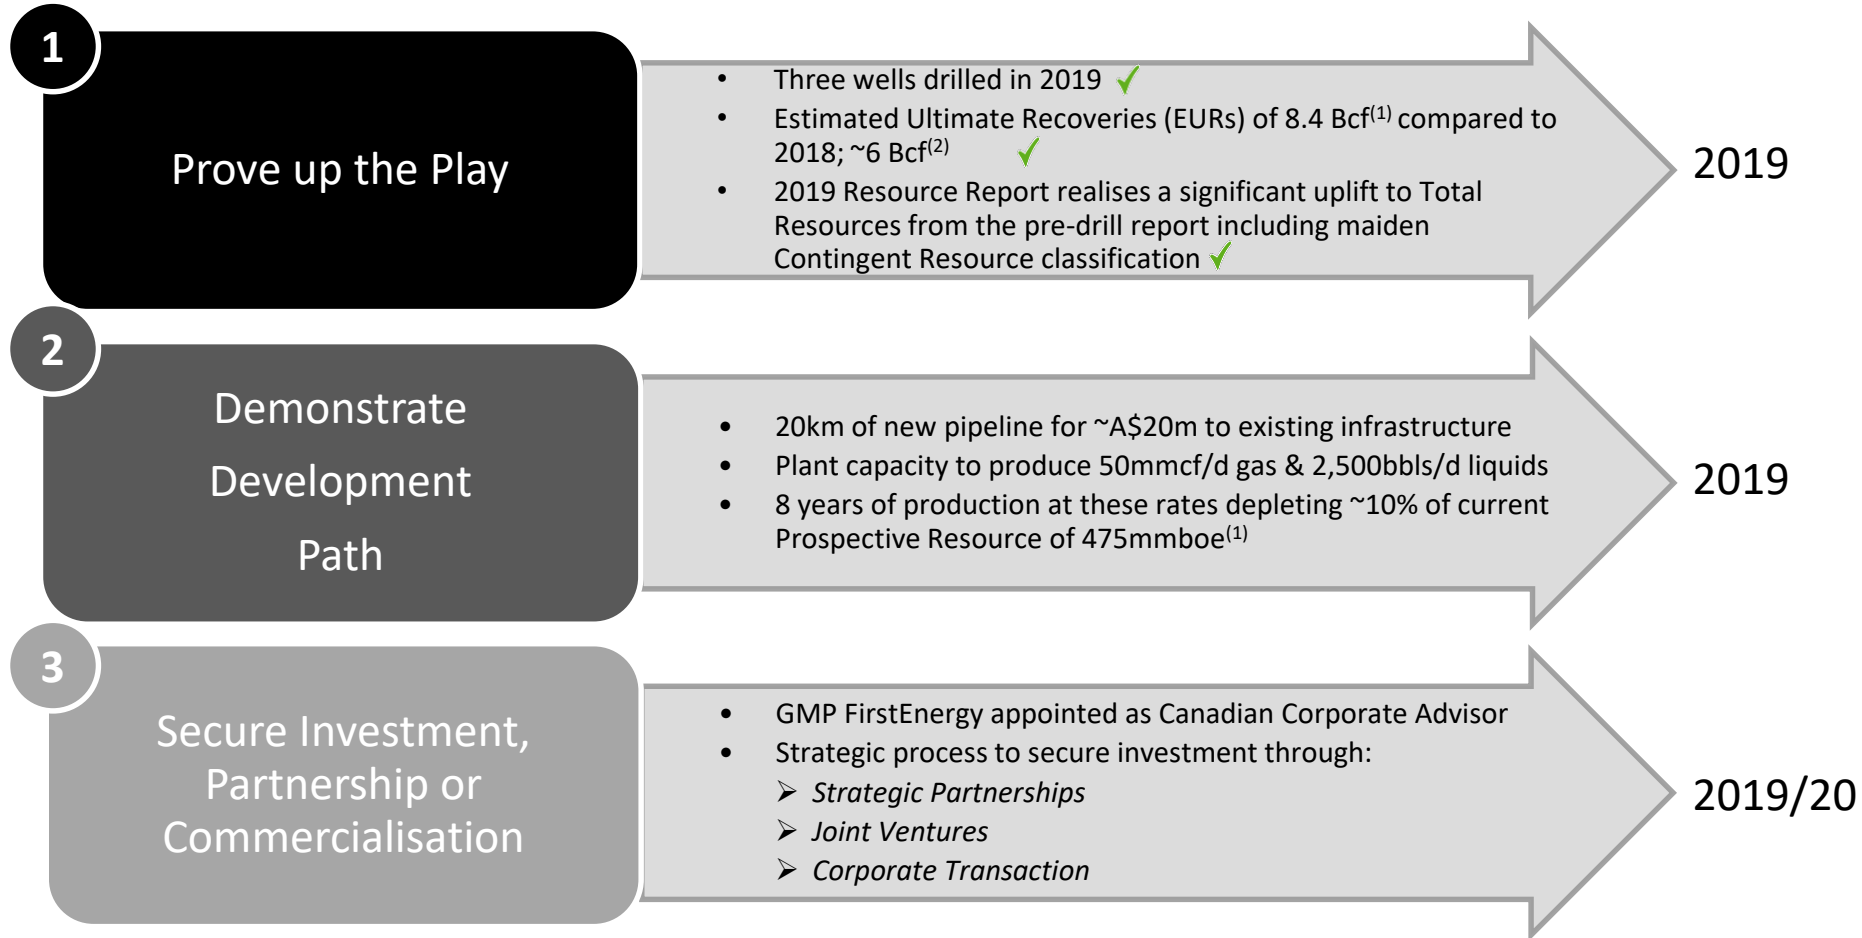 1
Prove up the Play
• Three wells drilled in 2019 ✓
• Estimated Ultimate Recoveries (EURs) of 8.4 Bcf(1) compared to
2018; ~6 Bcf(2) ✓
• 2019 Resource Report realises a significant uplift to Total
Resources from the pre-drill report including maiden
Contingent Resource classification ✓
2019
2
Demonstrate
Development
Path
• 20km of new pipeline for ~A$20m to existing infrastructure
• Plant capacity to produce 50mmcf/d gas & 2,500bbls/d liquids
• 8 years of production at these rates depleting ~10% of current
Prospective Resource of 475mmboe(1)
2019
3
Secure Investment,
Partnership or
Commercialisation
• GMP FirstEnergy appointed as Canadian Corporate Advisor
• Strategic process to secure investment through:
➢ Strategic Partnerships
➢ Joint Ventures
➢ Corporate Transaction
2019/20